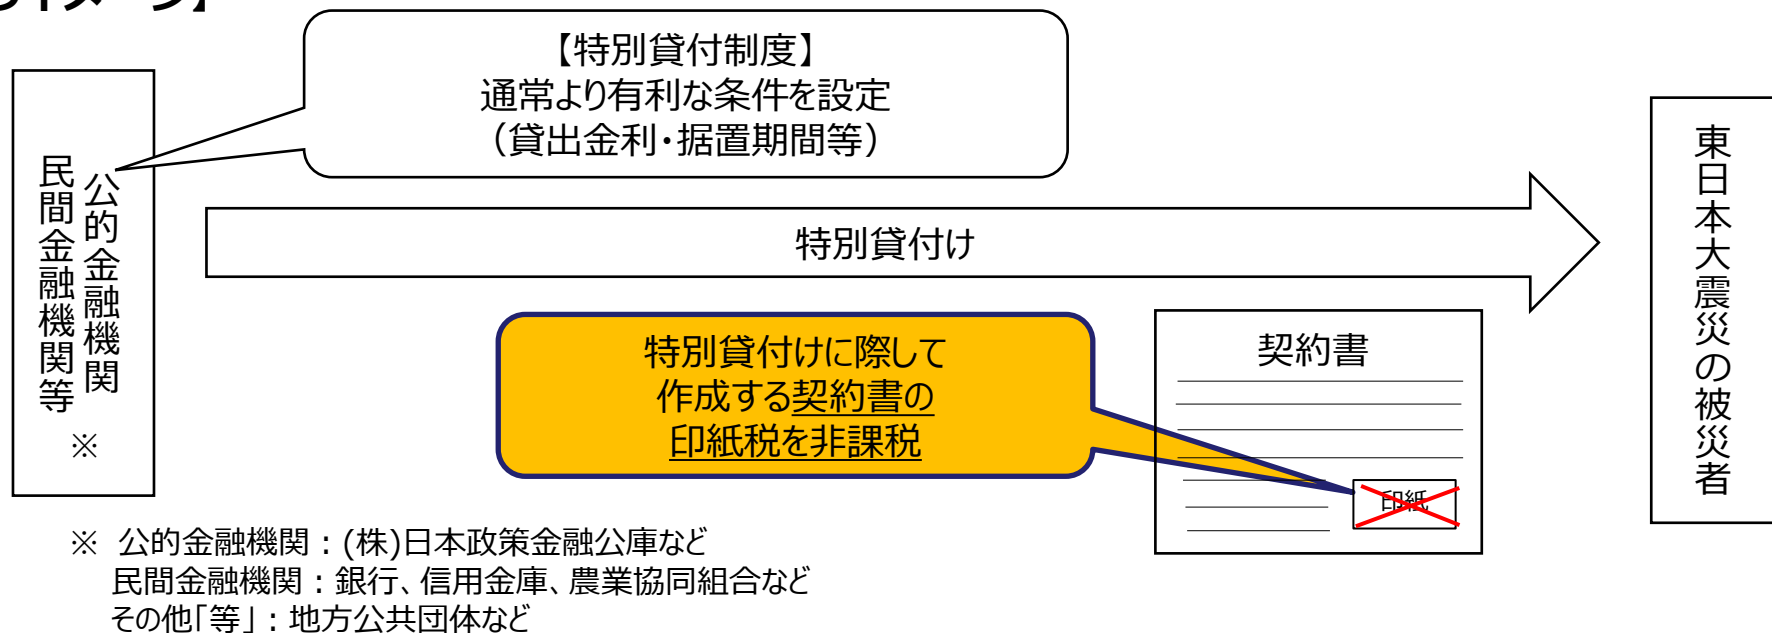 イメージ】
【特別貸付制度】
通常より有利な条件を設定
（貸出金利・据置期間等）
公的金融機関
民間金融機関等
※
特別貸付け
東日本大震災の被災者
特別貸付けに際して
作成する契約書の
印紙税を非課税
契約書
印紙
※ 公的金融機関：(株)日本政策金融公庫など
民間金融機関：銀行、信用金庫、農業協同組合など
その他「等」：地方公共団体など